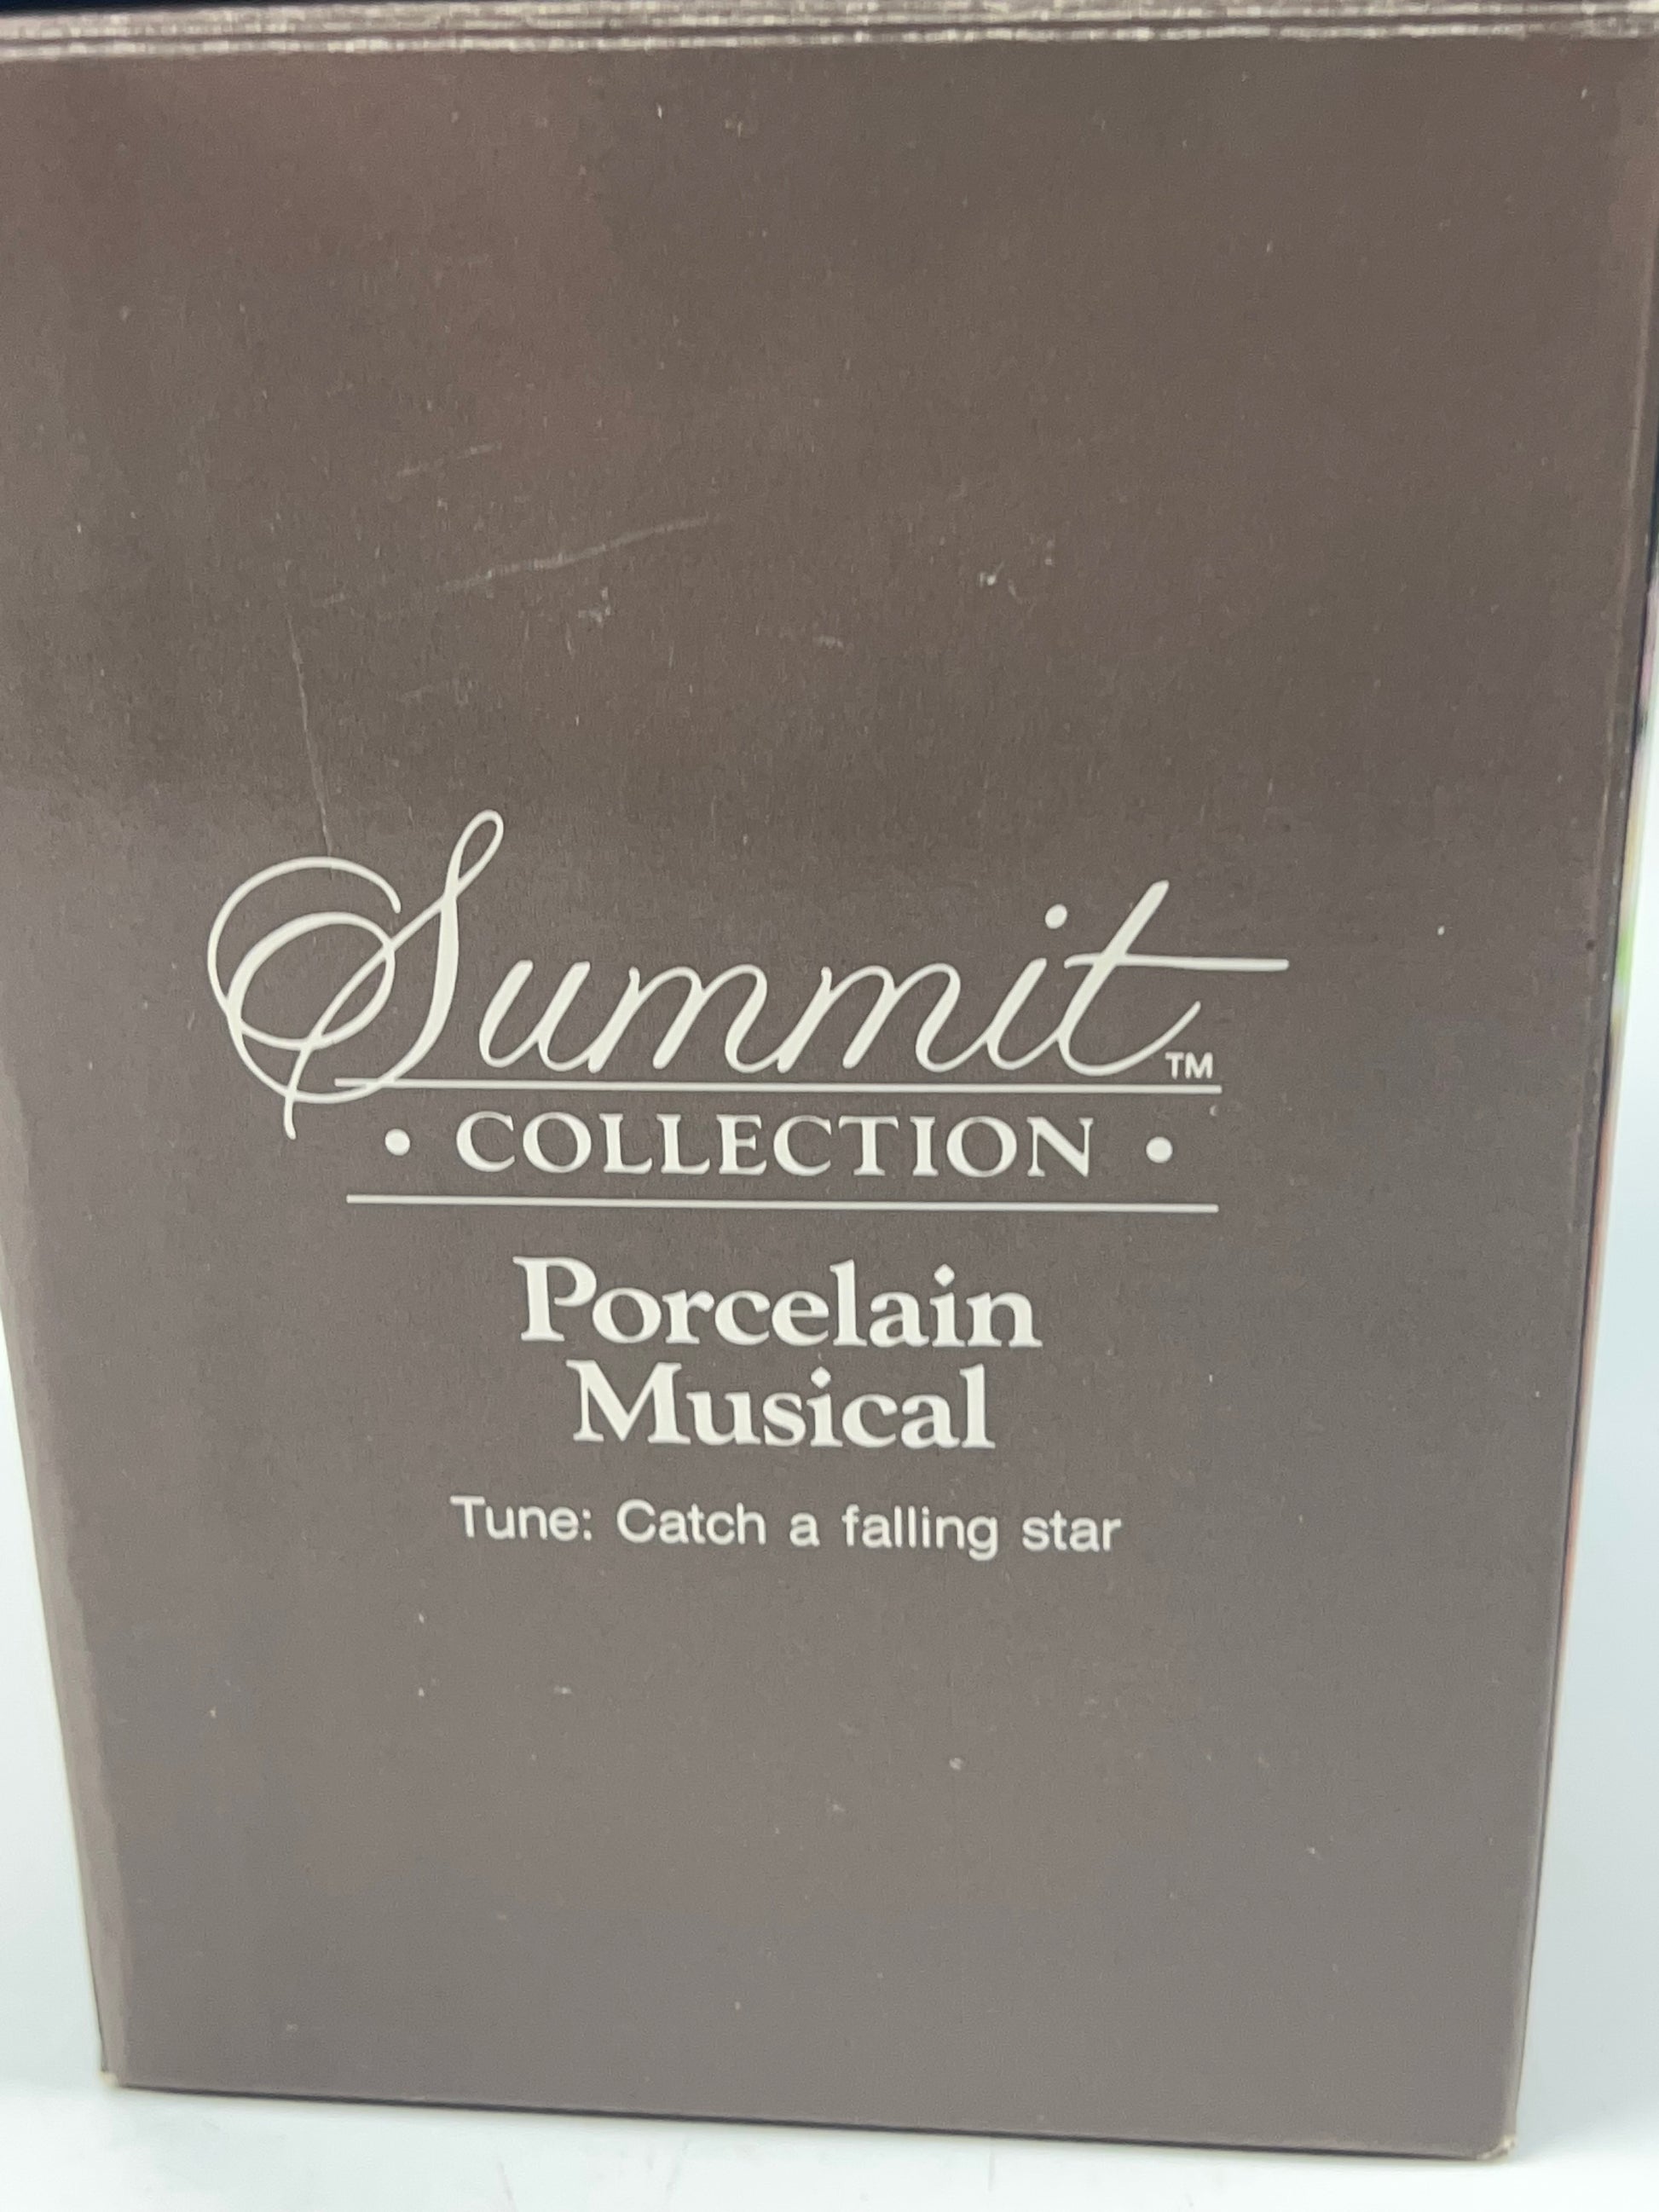 Summit™
• COLLECTION •
Porcelain
Musical
Tune: Catch a falling star